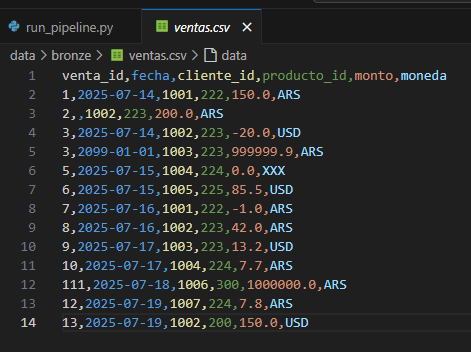 run_pipeline.py
ventas.csv
data > bronze > ventas.csv > data
1 venta_id,fecha,cliente_id,producto_id,monto,moneda
2 1,2025-07-14,1001,222,150.0,ARS
3 2,,1002,223,200.0,ARS
4 3,2025-07-14,1002,223,-20.0,USD
5 3,2099-01-01,1003,223,999999.9,ARS
6 5,2025-07-15,1004,224,0.0,XXX
7 6,2025-07-15,1005,225,85.5,USD
8 7,2025-07-16,1001,222,-1.0,ARS
9 8,2025-07-16,1002,223,42.0,ARS
10 9,2025-07-17,1003,223,13.2,USD
11 10,2025-07-17,1004,224,7.7,ARS
12 111,2025-07-18,1006,300,1000000.0,ARS
13 12,2025-07-19,1007,224,7.8,ARS
14 13,2025-07-19,1002,200,150.0,USD